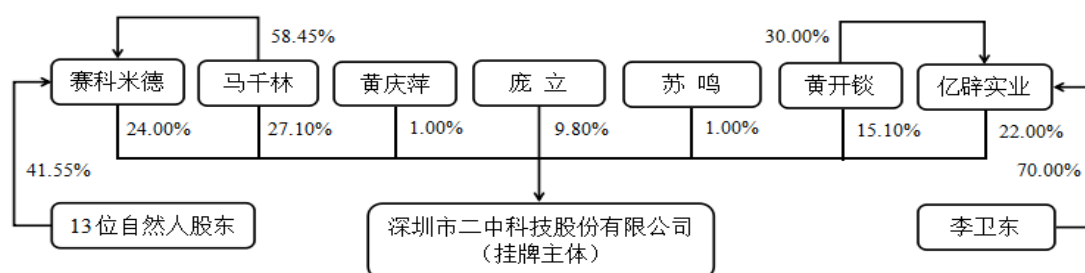 58.45%
30.00%
赛科米德
马千林
黄庆萍
庞 立
苏 鸣
黄开锬
亿辟实业
24.00%
27.10%
1.00%
9.80%
1.00%
15.10%
22.00%
41.55%
70.00%
13位自然人股东
深圳市二中科技股份有限公司
（挂牌主体）
李卫东